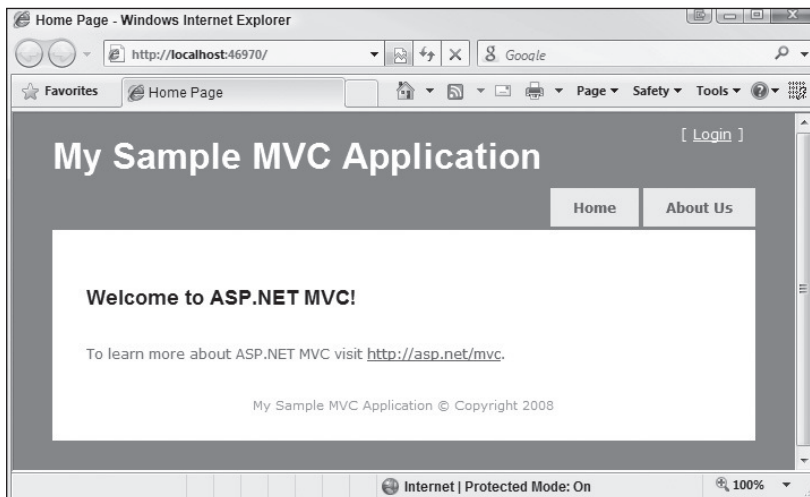 Home Page - Windows Internet Explorer
http://localhost:46970/
Google
Favorites
Home Page
Page
Safety
Tools
[ Login ]
My Sample MVC Application
Home
About Us
Welcome to ASP.NET MVC!
To learn more about ASP.NET MVC visit http://asp.net/mvc.
My Sample MVC Application © Copyright 2008
Internet | Protected Mode: On
100%